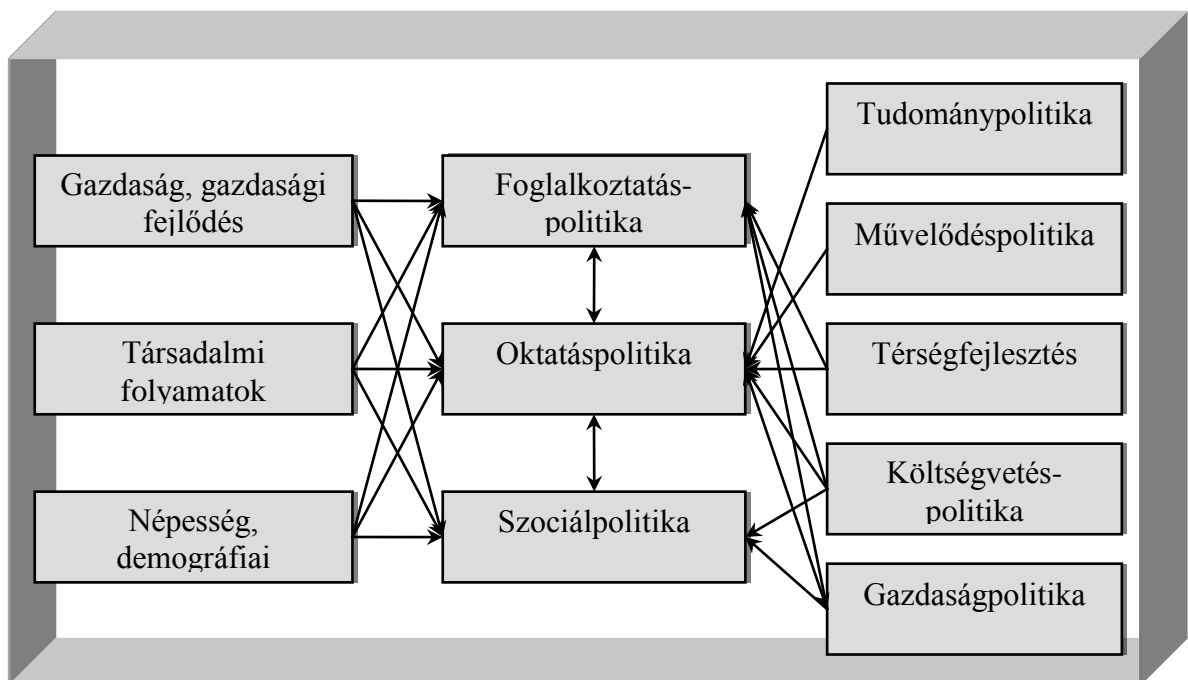 Gazdaság, gazdasági
fejlődés
Társadalmi
folyamatok
Népesség,
demográfiai
Foglalkoztatás-
politika
Oktatáspolitika
Szociálpolitika
Tudománypolitika
Művelődéspolitika
Térségfejlesztés
Költségvetés-
politika
Gazdaságpolitika